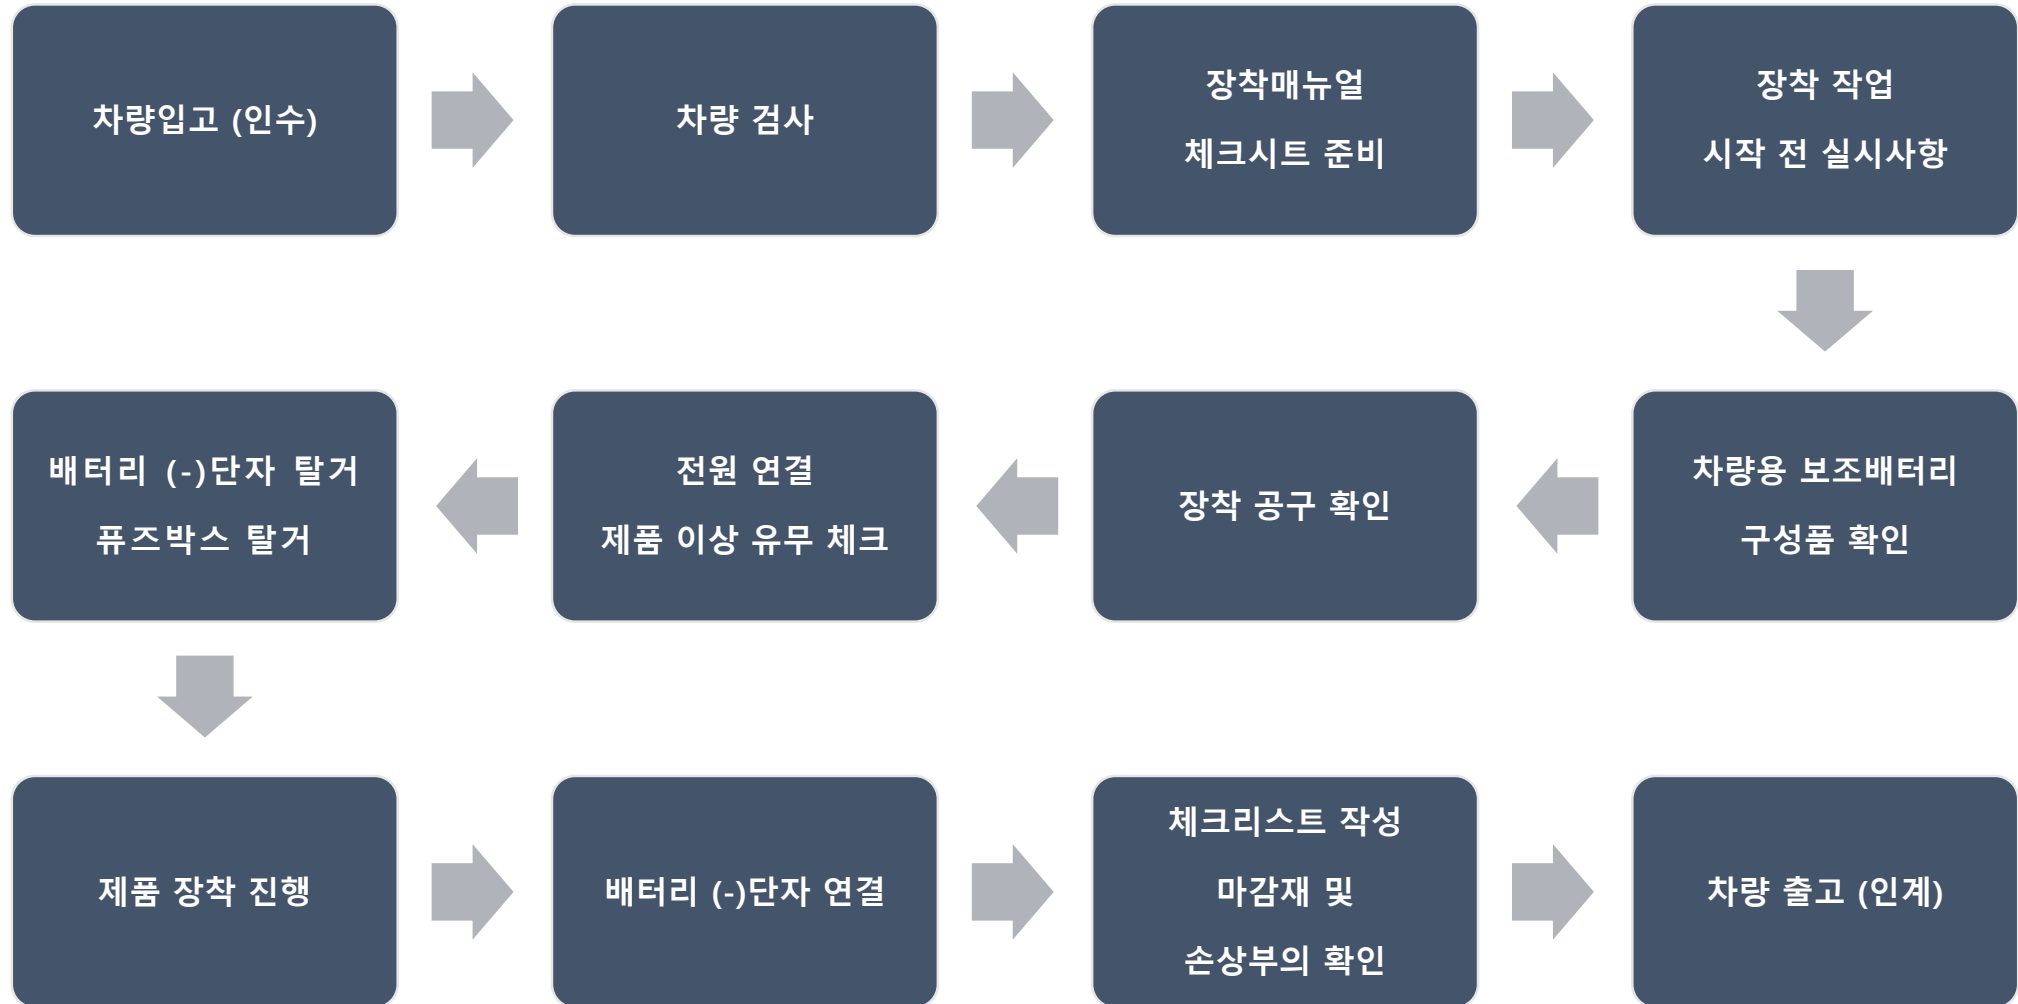 차량입고 (인수)
차량 검사
장착매뉴얼
체크시트 준비
장착 작업
시작 전 실시사항
차량용 보조배터리
구성품 확인
장착 공구 확인
전원 연결
제품 이상 유무 체크
배터리 (-)단자 탈거
퓨즈박스 탈거
제품 장착 진행
배터리 (-)단자 연결
체크리스트 작성
마감재 및
손상부의 확인
차량 출고 (인계)